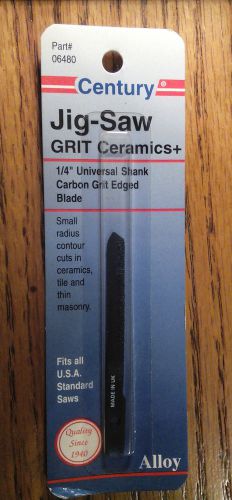 Part#
06480
Century
Jig-Saw
GRIT Ceramics+
1/4" Universal Shank
Carbon Grit Edged
Blade
Small
radius
contour
cuts in
ceramics,
tile and
thin
masonry.
MADE IN UK
Fits all
U.S.A.
Standard
Saws
Quality
Since
1940
Alloy